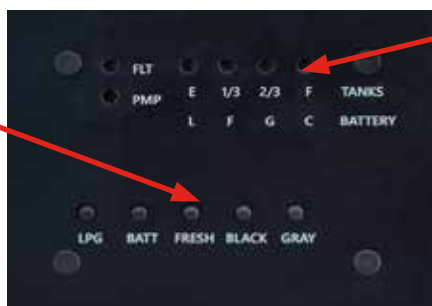 FLT
PMP E 1/3 2/3 F TANKS
L F G C BATTERY
LPG BATT FRESH BLACK GRAY